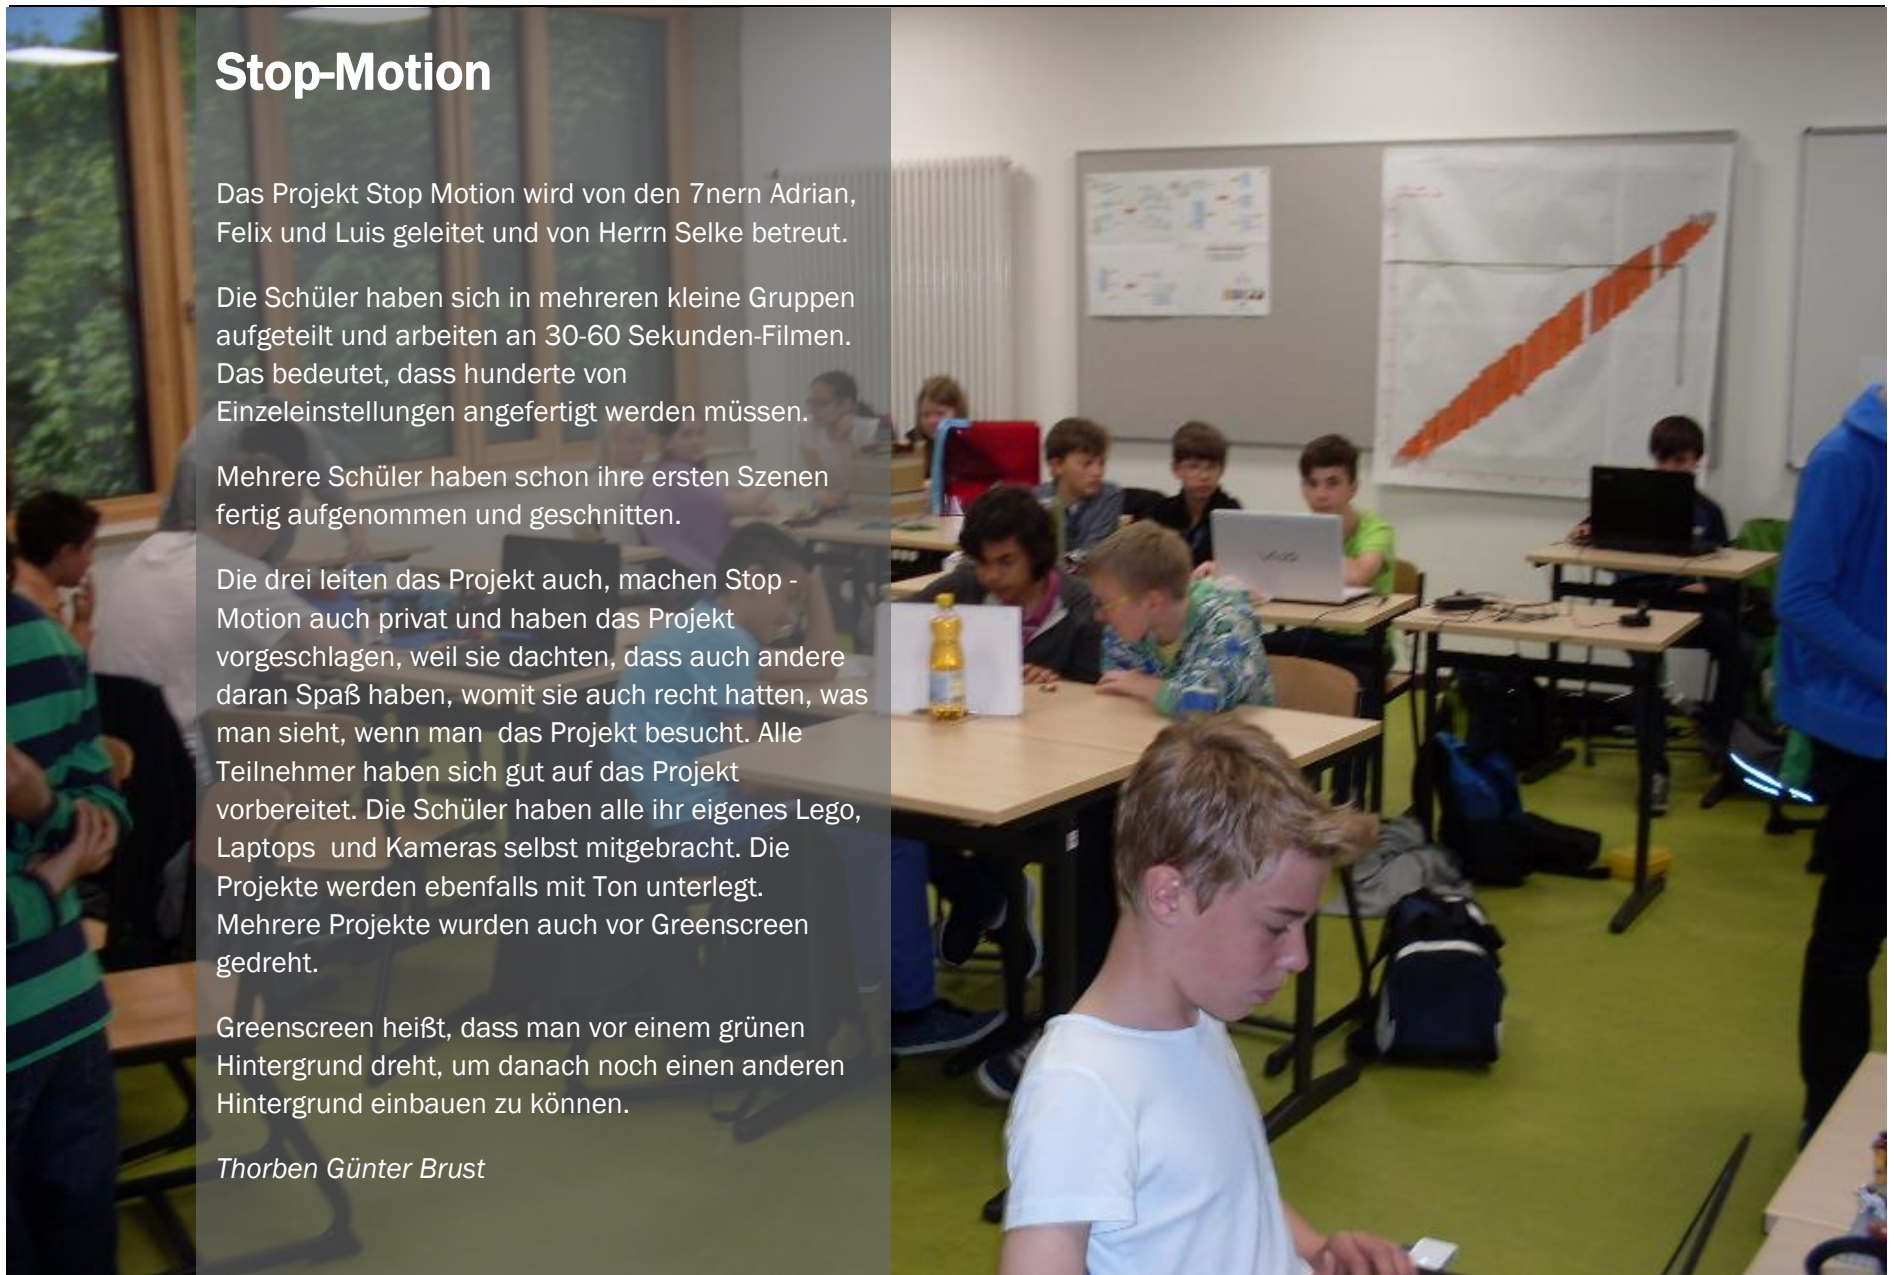 Stop-Motion
Das Projekt Stop Motion wird von den 7nern Adrian,
Felix und Luis geleitet und von Herrn Selke betreut.
Die Schüler haben sich in mehreren kleine Gruppen
aufgeteilt und arbeiten an 30-60 Sekunden-Filmen.
Das bedeutet, dass hunderte von
Einzeleinstellungen angefertigt werden müssen.
Mehrere Schüler haben schon ihre ersten Szenen
fertig aufgenommen und geschnitten.
Die drei leiten das Projekt auch, machen Stop -
Motion auch privat und haben das Projekt
vorgeschlagen, weil sie dachten, dass auch andere
daran Spaß haben, womit sie auch recht hatten, was
man sieht, wenn man  das Projekt besucht. Alle
Teilnehmer haben sich gut auf das Projekt
vorbereitet. Die Schüler haben alle ihr eigenes Lego,
Laptops  und Kameras selbst mitgebracht. Die
Projekte werden ebenfalls mit Ton unterlegt.
Mehrere Projekte wurden auch vor Greenscreen
gedreht.
Greenscreen heißt, dass man vor einem grünen
Hintergrund dreht, um danach noch einen anderen
Hintergrund einbauen zu können.
Thorben Günter Brust
VAIO